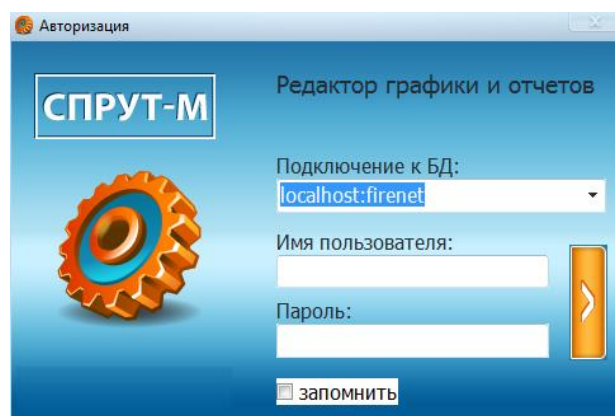 Авторизация
СПРУТ-М
Редактор графики и отчетов
Подключение к БД:
localhost:firenet
Имя пользователя:
Пароль:
запомнить